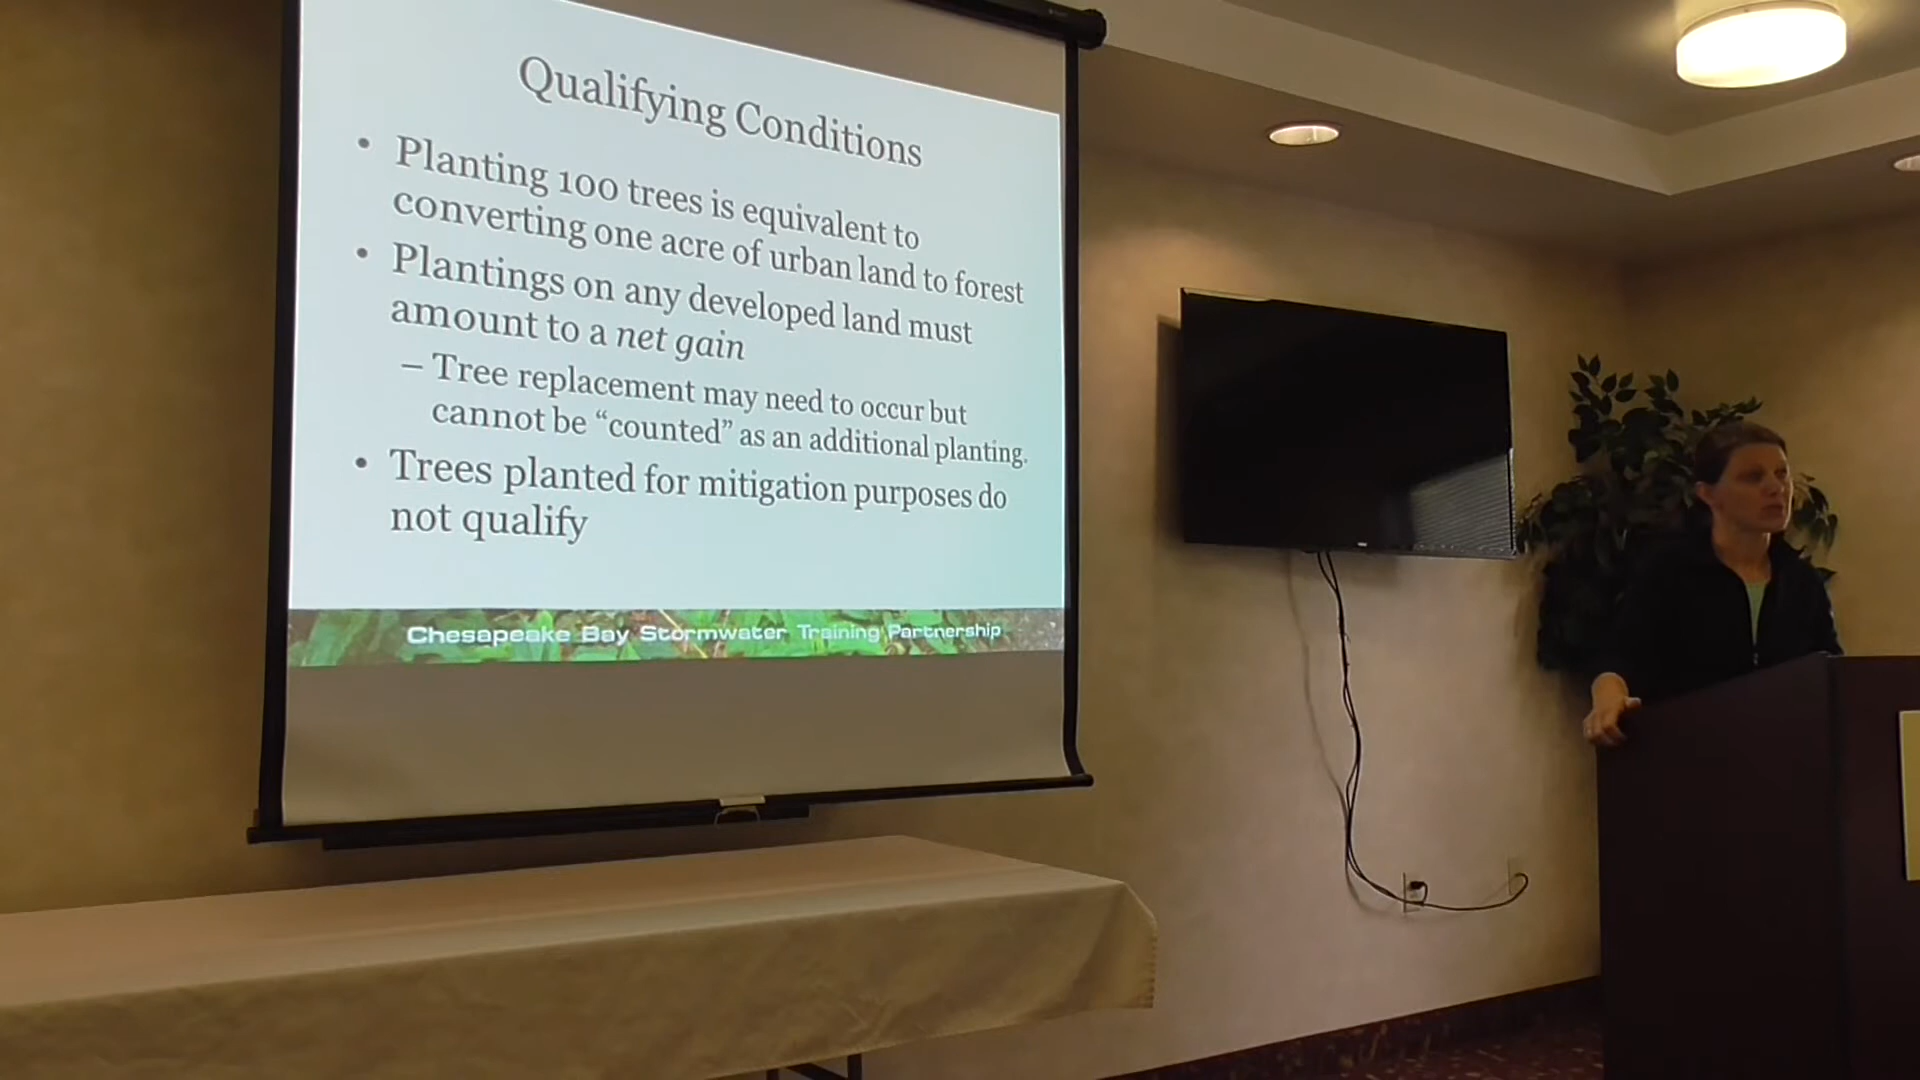 Qualifying Conditions
• Planting 100 trees is equivalent to
converting one acre of urban land to forest
• Plantings on any developed land must
amount to a net gain
– Tree replacement may need to occur but
cannot be “counted” as an additional planting.
• Trees planted for mitigation purposes do
not qualify
Chesapeake Bay Stormwater Training Partnership